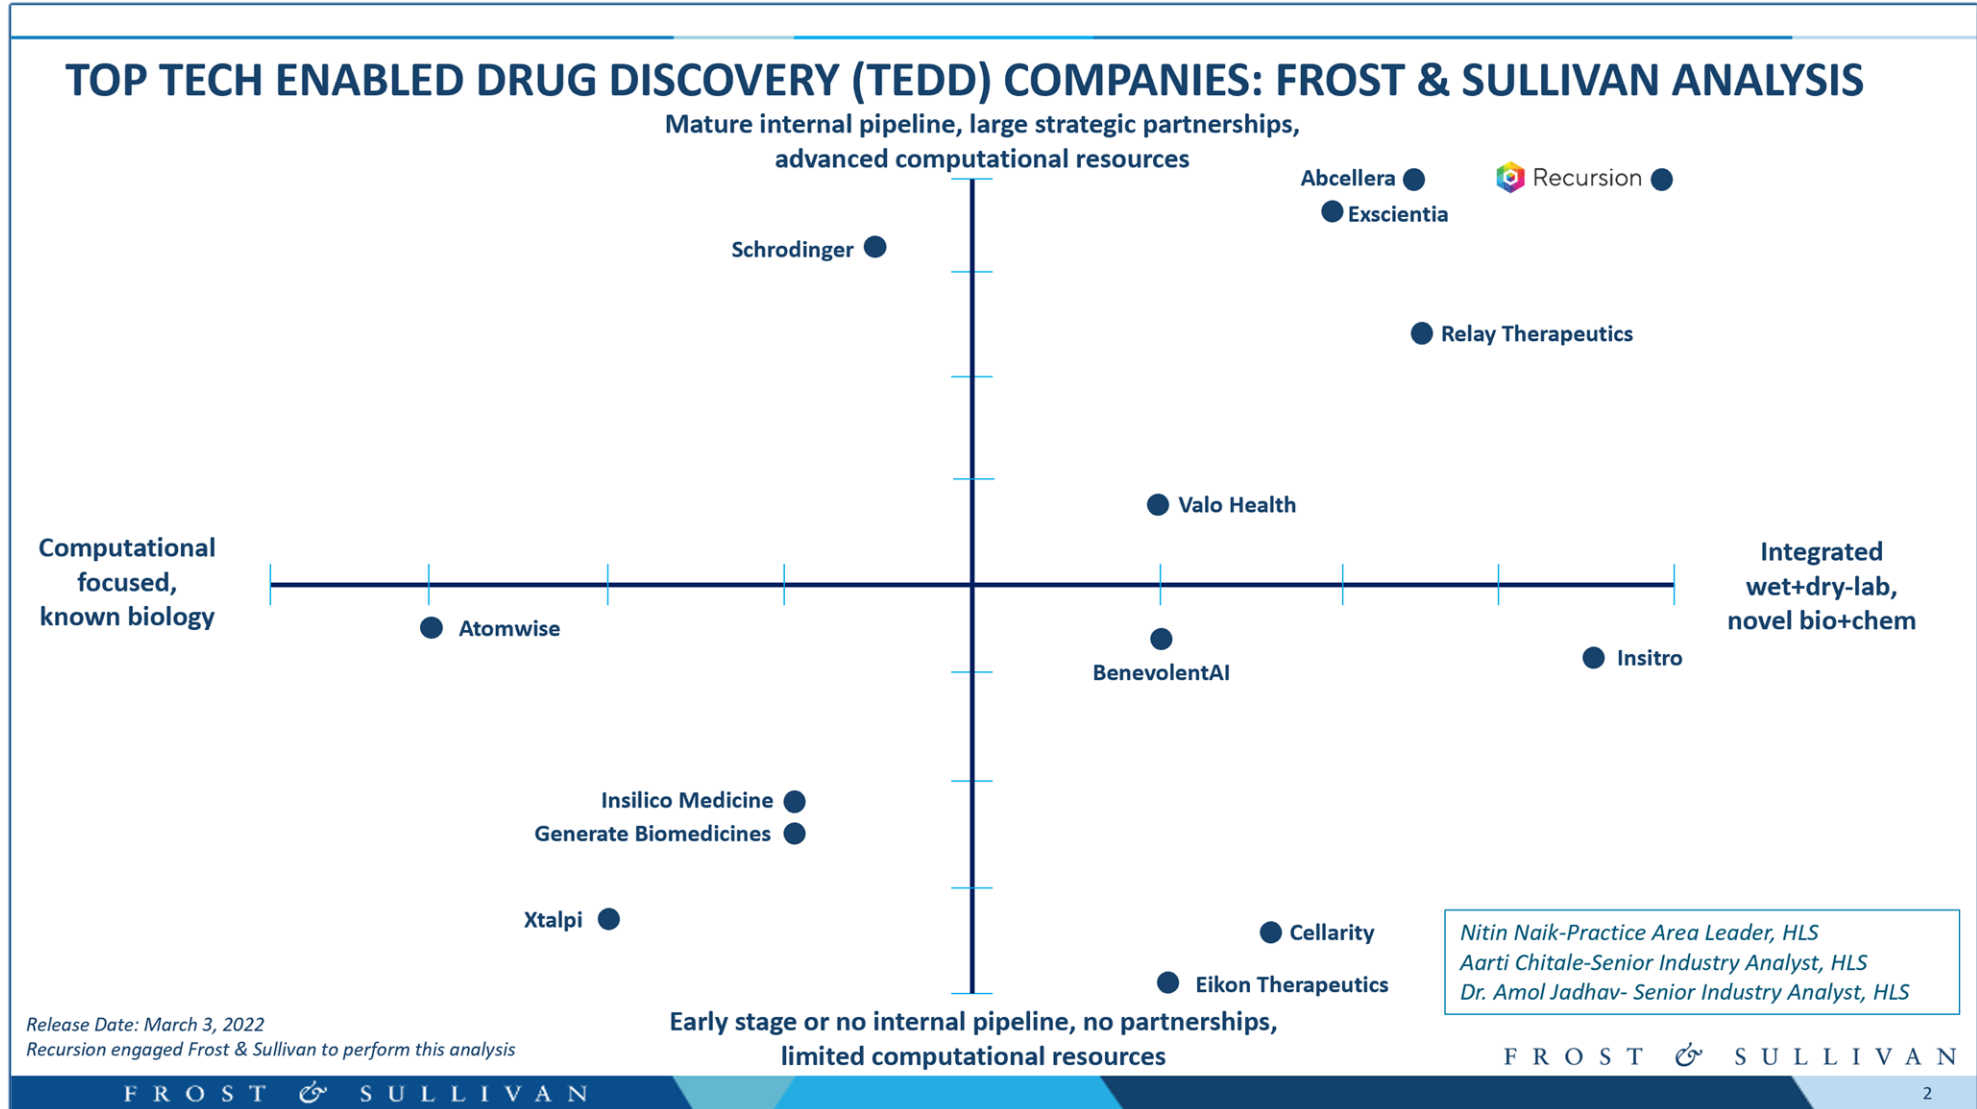 TOP TECH ENABLED DRUG DISCOVERY (TEDD) COMPANIES: FROST & SULLIVAN ANALYSIS
Mature internal pipeline, large strategic partnerships,
advanced computational resources
Abcellera
Recursion
Exscientia
Schrodinger
Relay Therapeutics
Valo Health
Computational
focused,
known biology
Integrated
wet+dry-lab,
novel bio+chem
Atomwise
BenevolentAI
Insitro
Insilico Medicine
Generate Biomedicines
Xtalpi
Cellarity
Eikon Therapeutics
Nitin Naik-Practice Area Leader, HLS
Aarti Chitale-Senior Industry Analyst, HLS
Dr. Amol Jadhav- Senior Industry Analyst, HLS
Early stage or no internal pipeline, no partnerships,
limited computational resources
Release Date: March 3, 2022
Recursion engaged Frost & Sullivan to perform this analysis
FROST & SULLIVAN
FROST & SULLIVAN
2